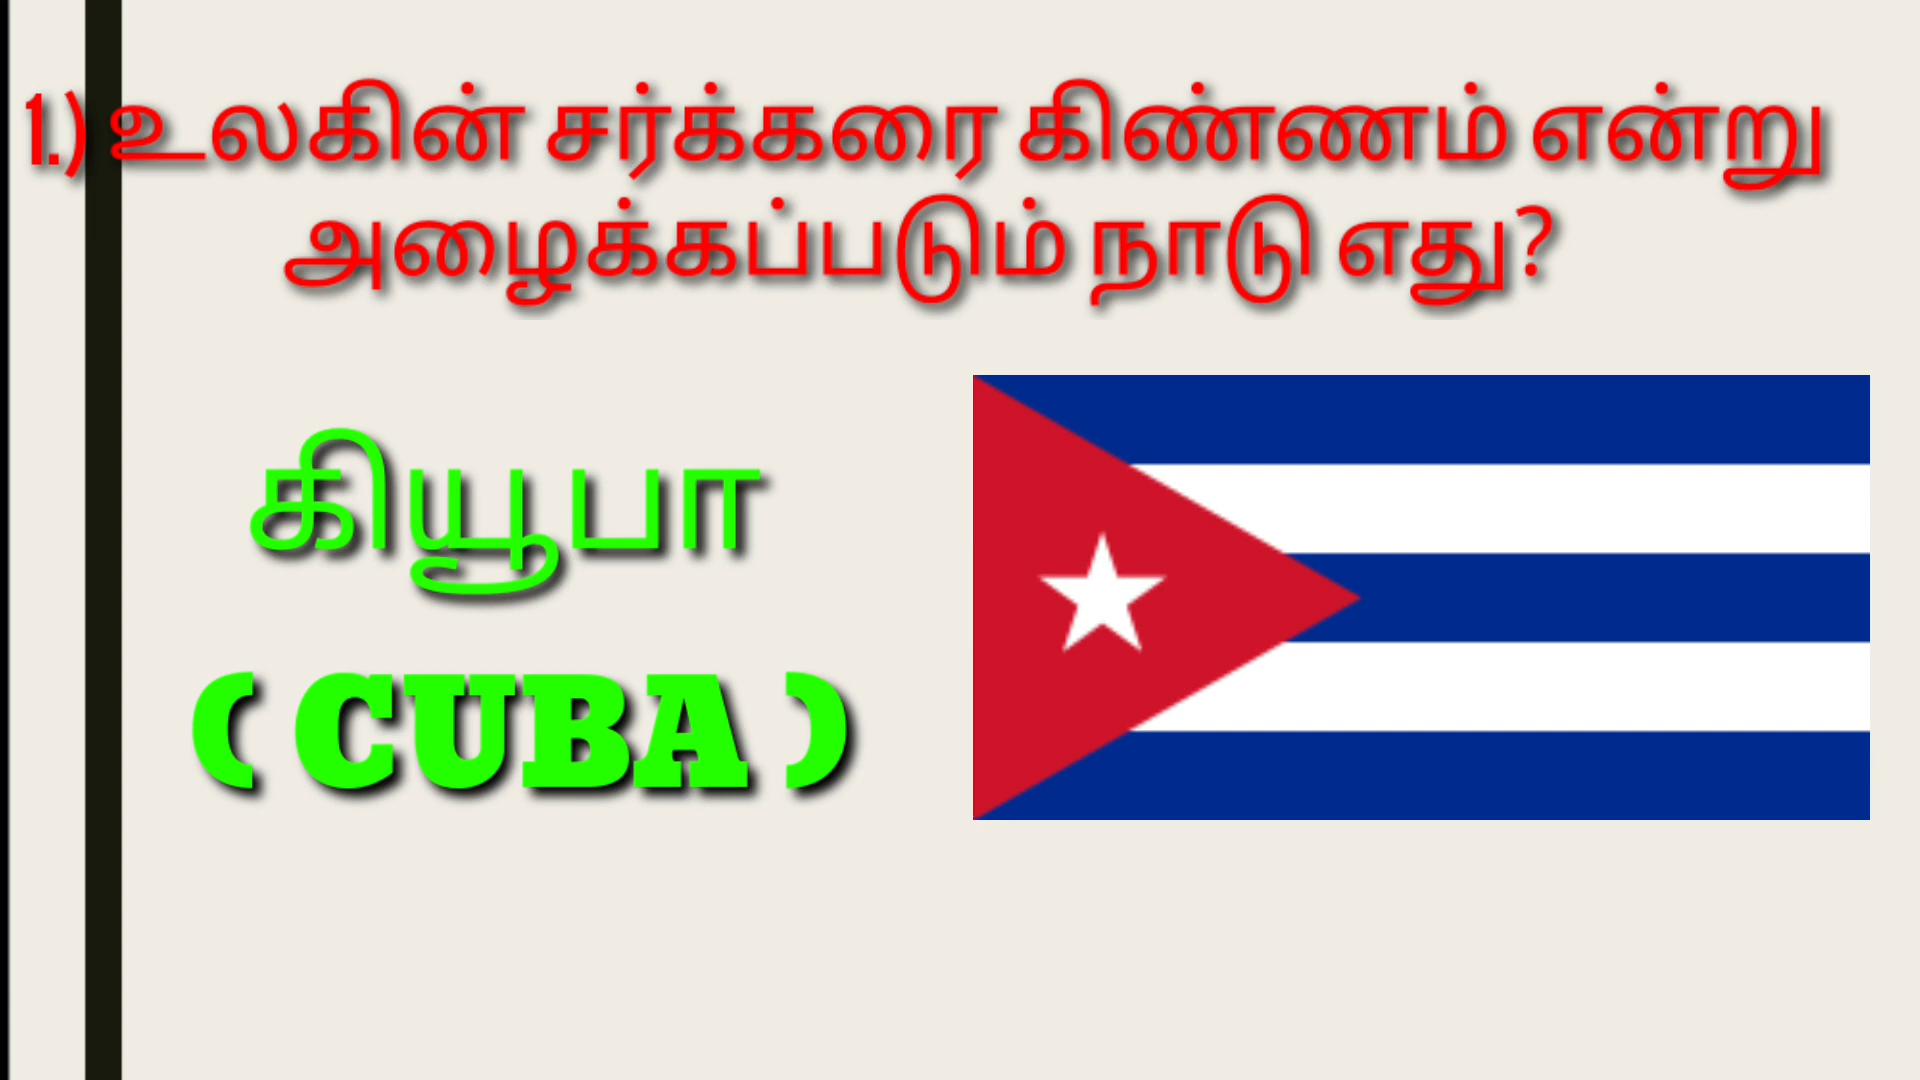 1.) உலகின் சர்க்கரை கிண்ணம் என்று
அழைக்கப்படும் நாடு எது?
கியூபா
( CUBA )